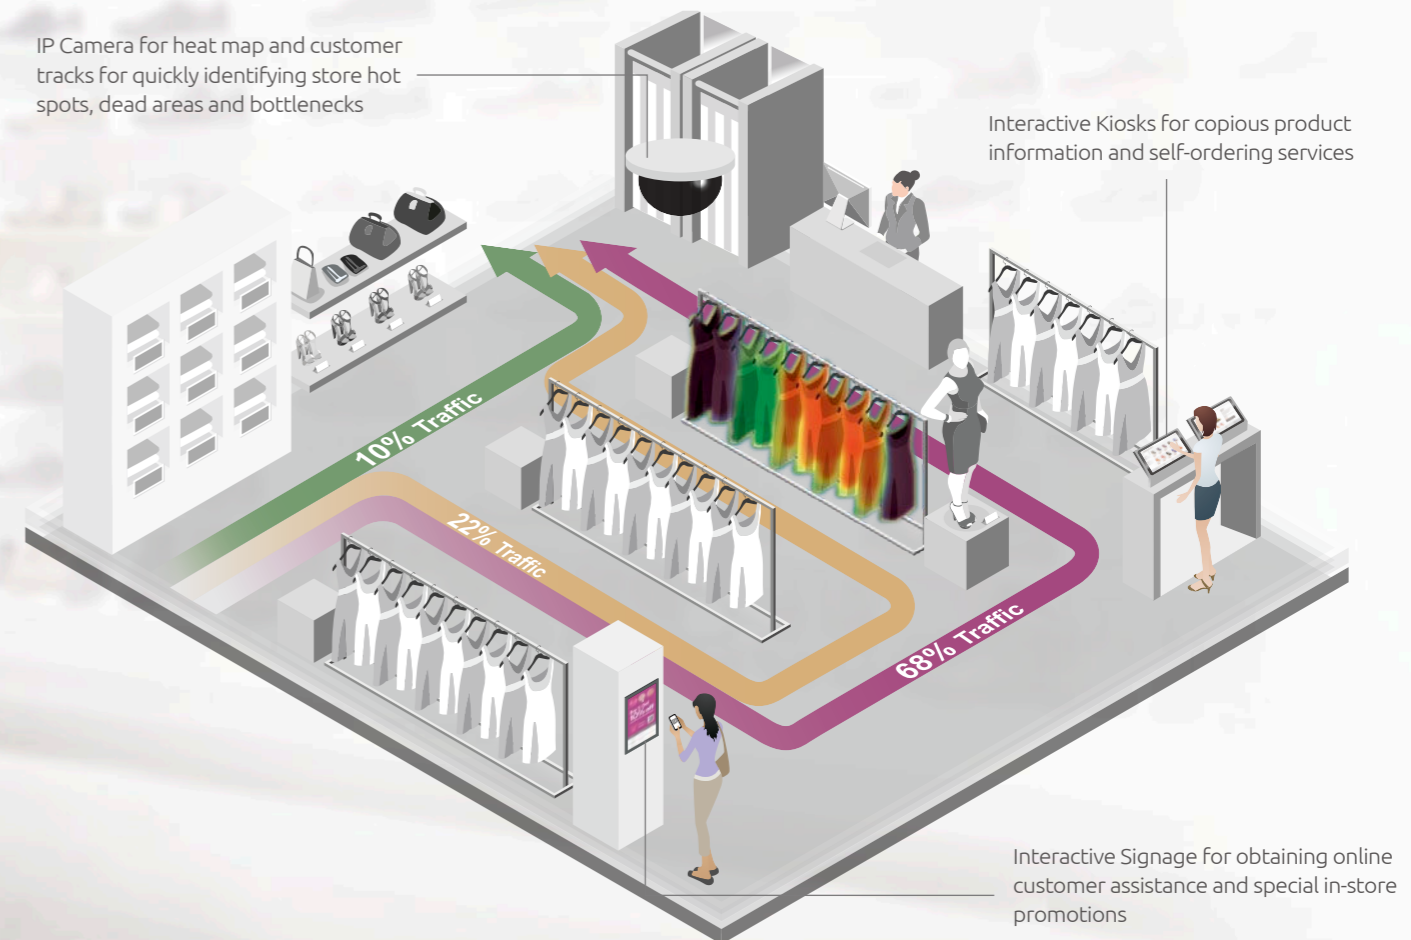 IP Camera for heat map and customer
tracks for quickly identifying store hot
spots, dead areas and bottlenecks
Interactive Kiosks for copious product
information and self-ordering services
10% Traffic
22% Traffic
68% Traffic
Interactive Signage for obtaining online
customer assistance and special in-store
promotions